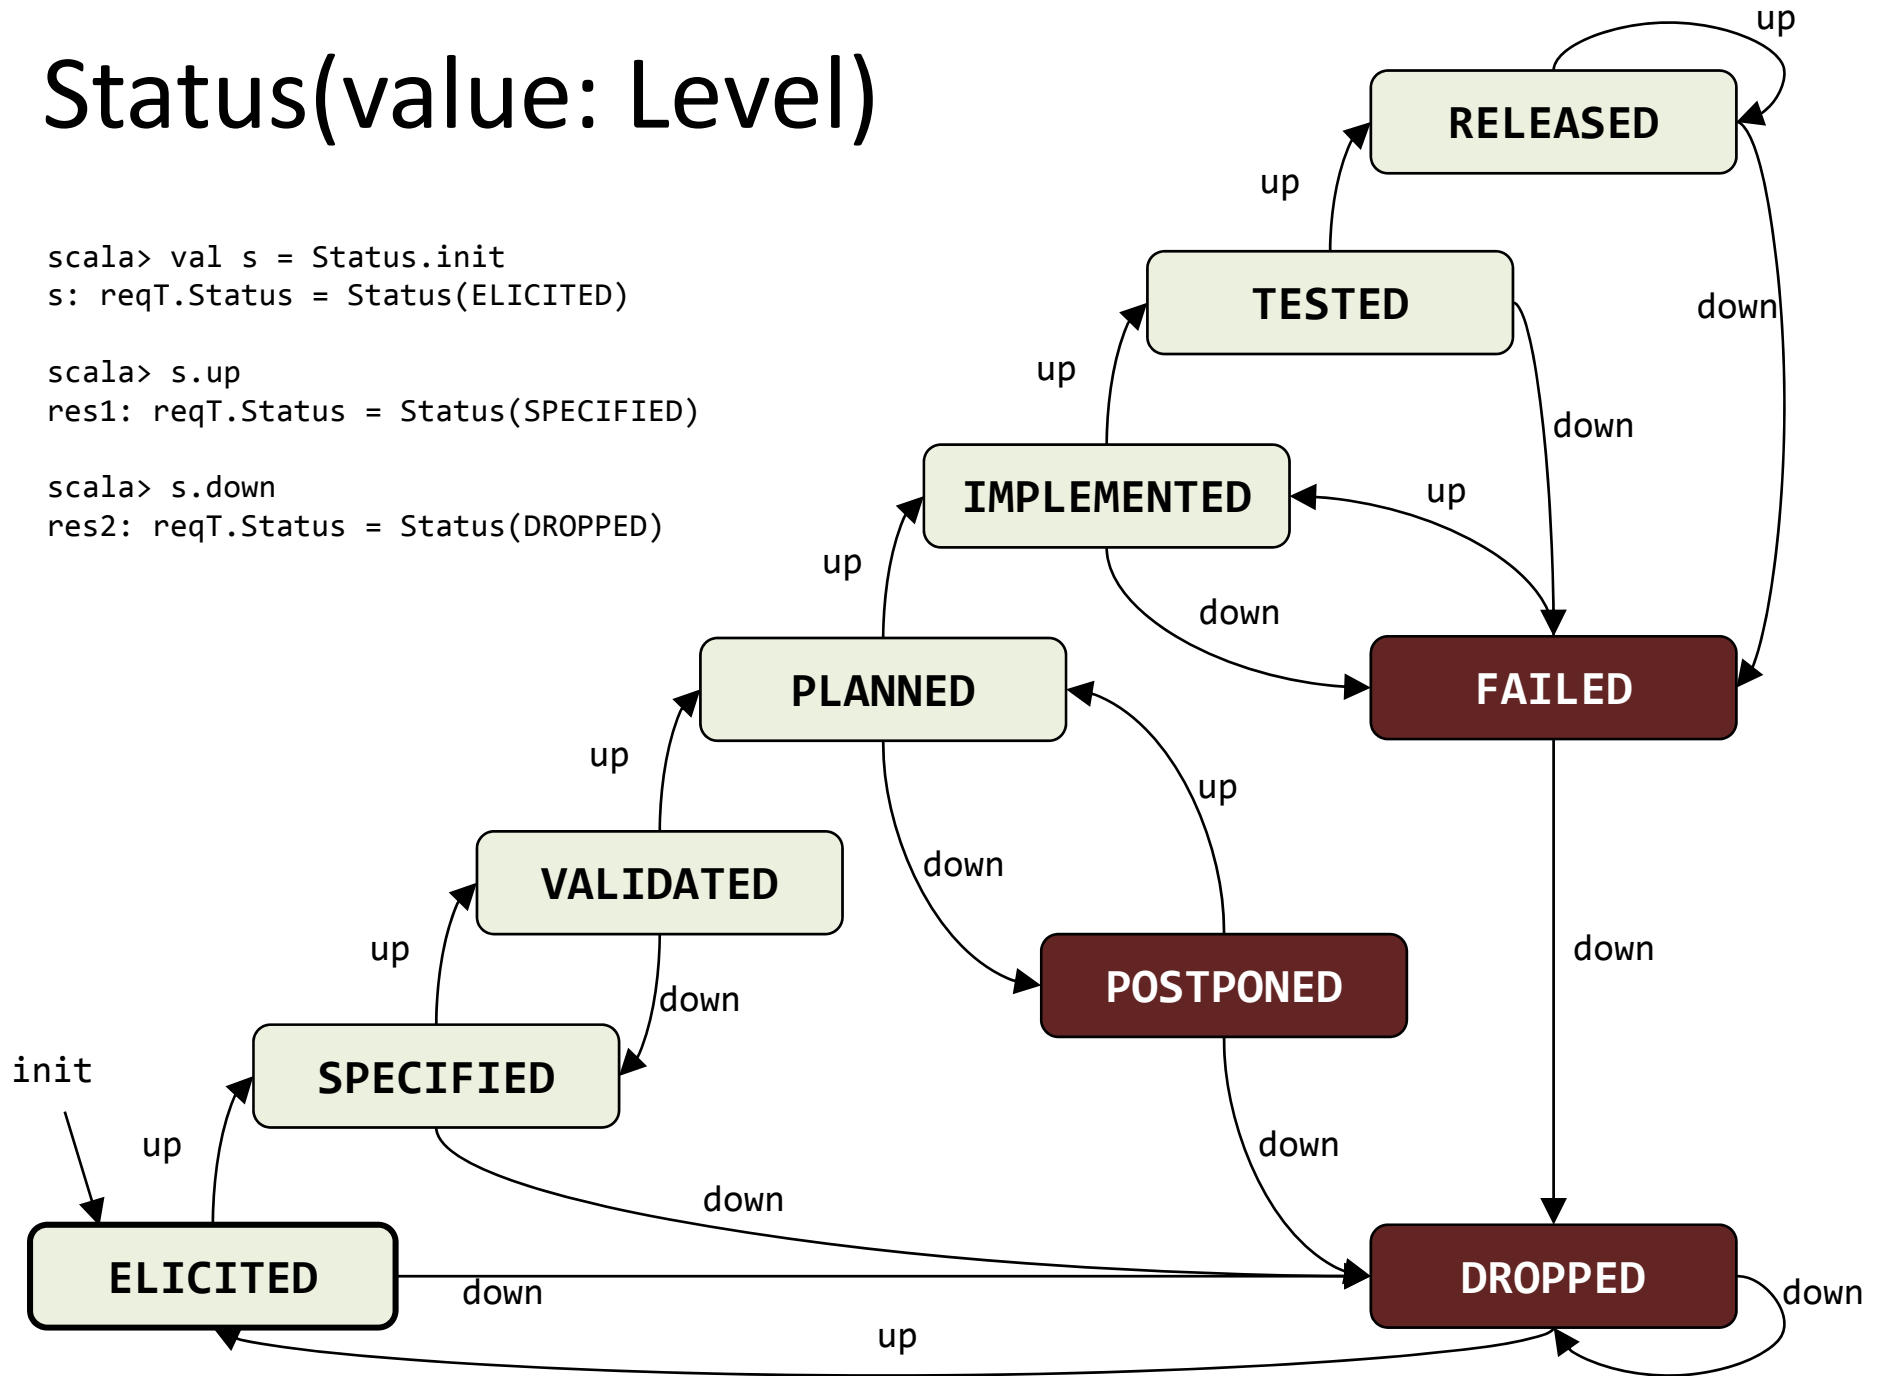 Status(value: Level)
scala> val s = Status.init
s: reqT.Status = Status(ELICITED)
scala> s.up
res1: reqT.Status = Status(SPECIFIED)
scala> s.down
res2: reqT.Status = Status(DROPPED)
up
RELEASED
up
TESTED
down
up
down
IMPLEMENTED
up
up
down
PLANNED
FAILED
up
up
VALIDATED
down
up
down
POSTPONED
down
SPECIFIED
init
up
down
down
ELICITED
down
DROPPED
down
up